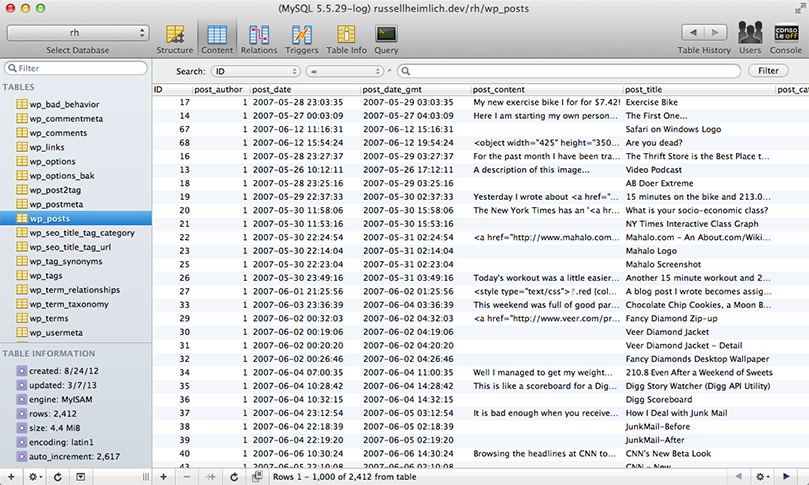 (MySQL 5.5.29-log) russellheimlich.dev/rh/wp_posts
rh
Select Database
Structure
Content
Relations
Triggers
Table Info
Query
Table History
Users
conso
le off
Console
Filter
Search: ID = Filter
TABLES
wp_bad_behavior
wp_commentmeta
wp_comments
wp_links
wp_options
wp_options_bak
wp_post2tag
wp_postmeta
wp_posts
wp_seo_title_tag_category
wp_seo_title_tag_url
wp_tag_synonyms
wp_tags
wp_term_relationships
wp_term_taxonomy
wp_terms
wp_usermeta
TABLE INFORMATION
created: 8/24/12
updated: 3/7/13
engine: MyISAM
rows: 2,412
size: 4.4 MiB
encoding: latin1
auto_increment: 2,617
ID post_author post_date post_date_gmt post_content post_title post_cat
17 1 2007-05-28 23:03:35 2007-05-29 03:03:35 My new exercise bike I for for $7.42! Exercise Bike
14 1 2007-05-27 00:03:09 2007-05-27 04:03:09 Here I am starting my own person... The First One...
67 1 2007-06-12 11:16:31 2007-06-12 15:16:31 Safari on Windows Logo
68 1 2007-06-12 15:54:24 2007-06-12 19:54:24 <object width="425" height="350... Are you dead?
16 1 2007-05-28 23:27:37 2007-05-29 03:27:37 For the past month I have been tra... The Thrift Store is the Best Place t...
13 1 2007-05-26 10:12:11 2007-05-26 17:12:11 A description of this image... Video Podcast
18 1 2007-05-28 23:25:16 2007-05-29 03:25:16 AB Doer Extreme
19 1 2007-05-29 23:37:37 2007-05-30 03:37:37 Yesterday I wrote about <a href="... 15 minutes on the bike and 213.0...
20 1 2007-05-30 11:58:06 2007-05-30 15:58:06 The New York Times has an '<a hr... What is your socio-economic class?
21 1 2007-05-30 11:53:16 2007-05-30 15:53:16 NY Times Interactive Class Graph
22 1 2007-05-30 22:24:54 2007-05-31 02:24:54 <a href="http://www.mahalo.com... Mahalo.com - An About.com/Wiki...
23 1 2007-05-30 22:14:04 2007-05-31 02:14:04 Mahalo Logo
24 1 2007-05-30 22:23:04 2007-05-31 02:23:04 Mahalo Screenshot
26 1 2007-05-30 23:49:16 2007-05-31 03:49:16 Today's workout was a little easier... Another 15 minute workout and 2...
27 1 2007-06-01 21:25:56 2007-06-02 01:25:56 <style type="text/css"> .red {col... A blog post I wrote becomes assig...
33 1 2007-06-03 23:36:39 2007-06-04 03:36:39 This weekend was full of good par... Chocolate Chip Cookies, a Moon B...
29 1 2007-06-04 00:32:04 2007-06-04 04:32:04 <a href="http://www.veer.com/pr... Fancy Diamond Zip-up
30 1 2007-06-04 00:19:06 2007-06-04 04:19:06 Veer Diamond Jacket
31 1 2007-06-04 00:20:20 2007-06-04 04:20:20 Veer Diamond Jacket - Detail
32 1 2007-06-04 00:26:46 2007-06-04 04:26:46 Fancy Diamonds Desktop Wallpaper
34 1 2007-06-04 07:00:35 2007-06-04 11:00:35 Well I managed to get my weight... 210.8 Even After a Weekend of Sweets
35 1 2007-06-04 10:28:42 2007-06-04 14:28:42 This is like a scoreboard for a Dig... Digg Story Watcher (Digg API Utility)
36 1 2007-06-04 10:32:15 2007-06-04 14:32:15 Digg Scoreboard
37 1 2007-06-04 23:12:54 2007-06-05 03:12:54 It is bad enough when you receive... How I Deal with Junk Mail
38 1 2007-06-04 22:18:39 2007-06-05 02:18:39 JunkMail-Before
39 1 2007-06-04 22:19:20 2007-06-05 02:19:20 JunkMail-After
40 1 2007-06-06 10:30:24 2007-06-06 14:30:24 Browsing the headlines at CNN to... CNN's New Beta Look
43 1 2007-06-06 10:08 2007-06-06 CNN - New
Rows 1 - 1,000 of 2,412 from table